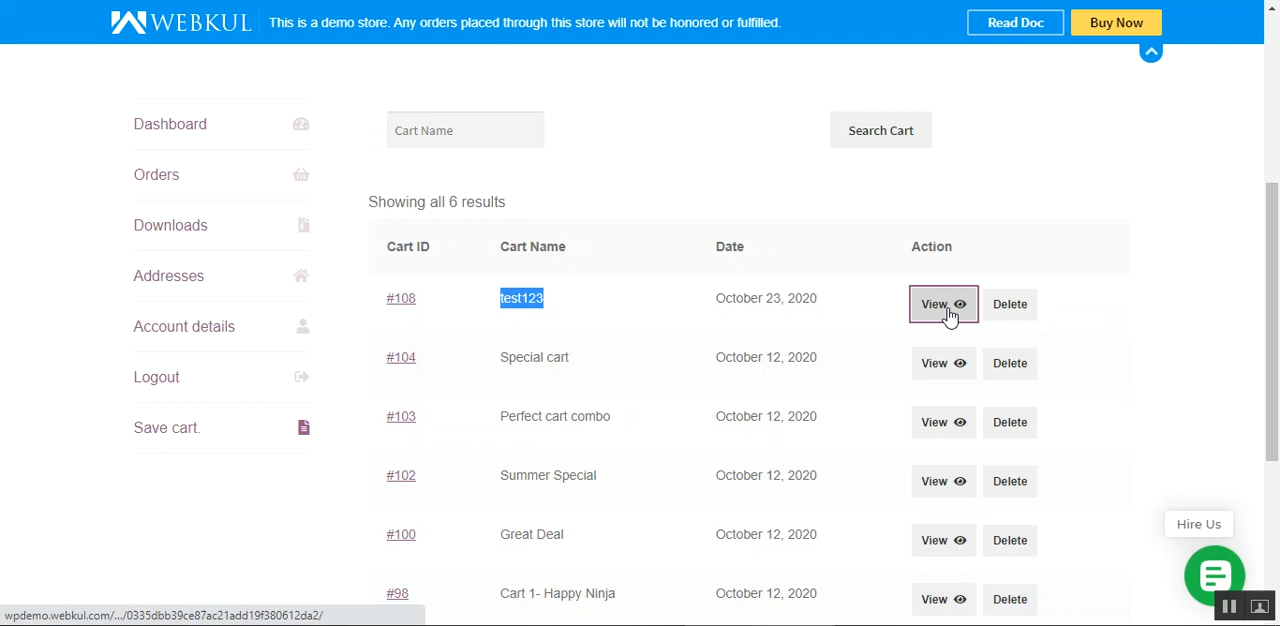 WEBKUL This is a demo store. Any orders placed through this store will not be honored or fulfilled. Read Doc Buy Now
Dashboard
Orders
Downloads
Addresses
Account details
Logout
Save cart.
Cart Name Search Cart
Showing all 6 results
Cart ID Cart Name Date Action
#108 test123 October 23, 2020 View Delete
#104 Special cart October 12, 2020 View Delete
#103 Perfect cart combo October 12, 2020 View Delete
#102 Summer Special October 12, 2020 View Delete
#100 Great Deal October 12, 2020 View Delete
#98 Cart 1- Happy Ninja October 12, 2020 View Delete
Hire Us
wpdemo.webkul.com/.../0335dbb39ce87ac21add19f380612da2/